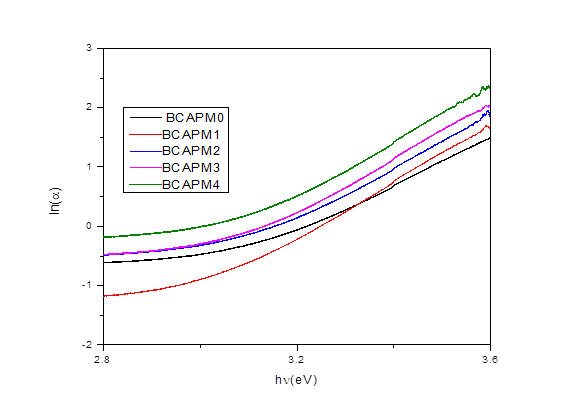 3
2
1
0
-1
-2
ln(α)
BCAPM0
BCAPM1
BCAPM2
BCAPM3
BCAPM4
2.8 3.2 3.6
hν(eV)